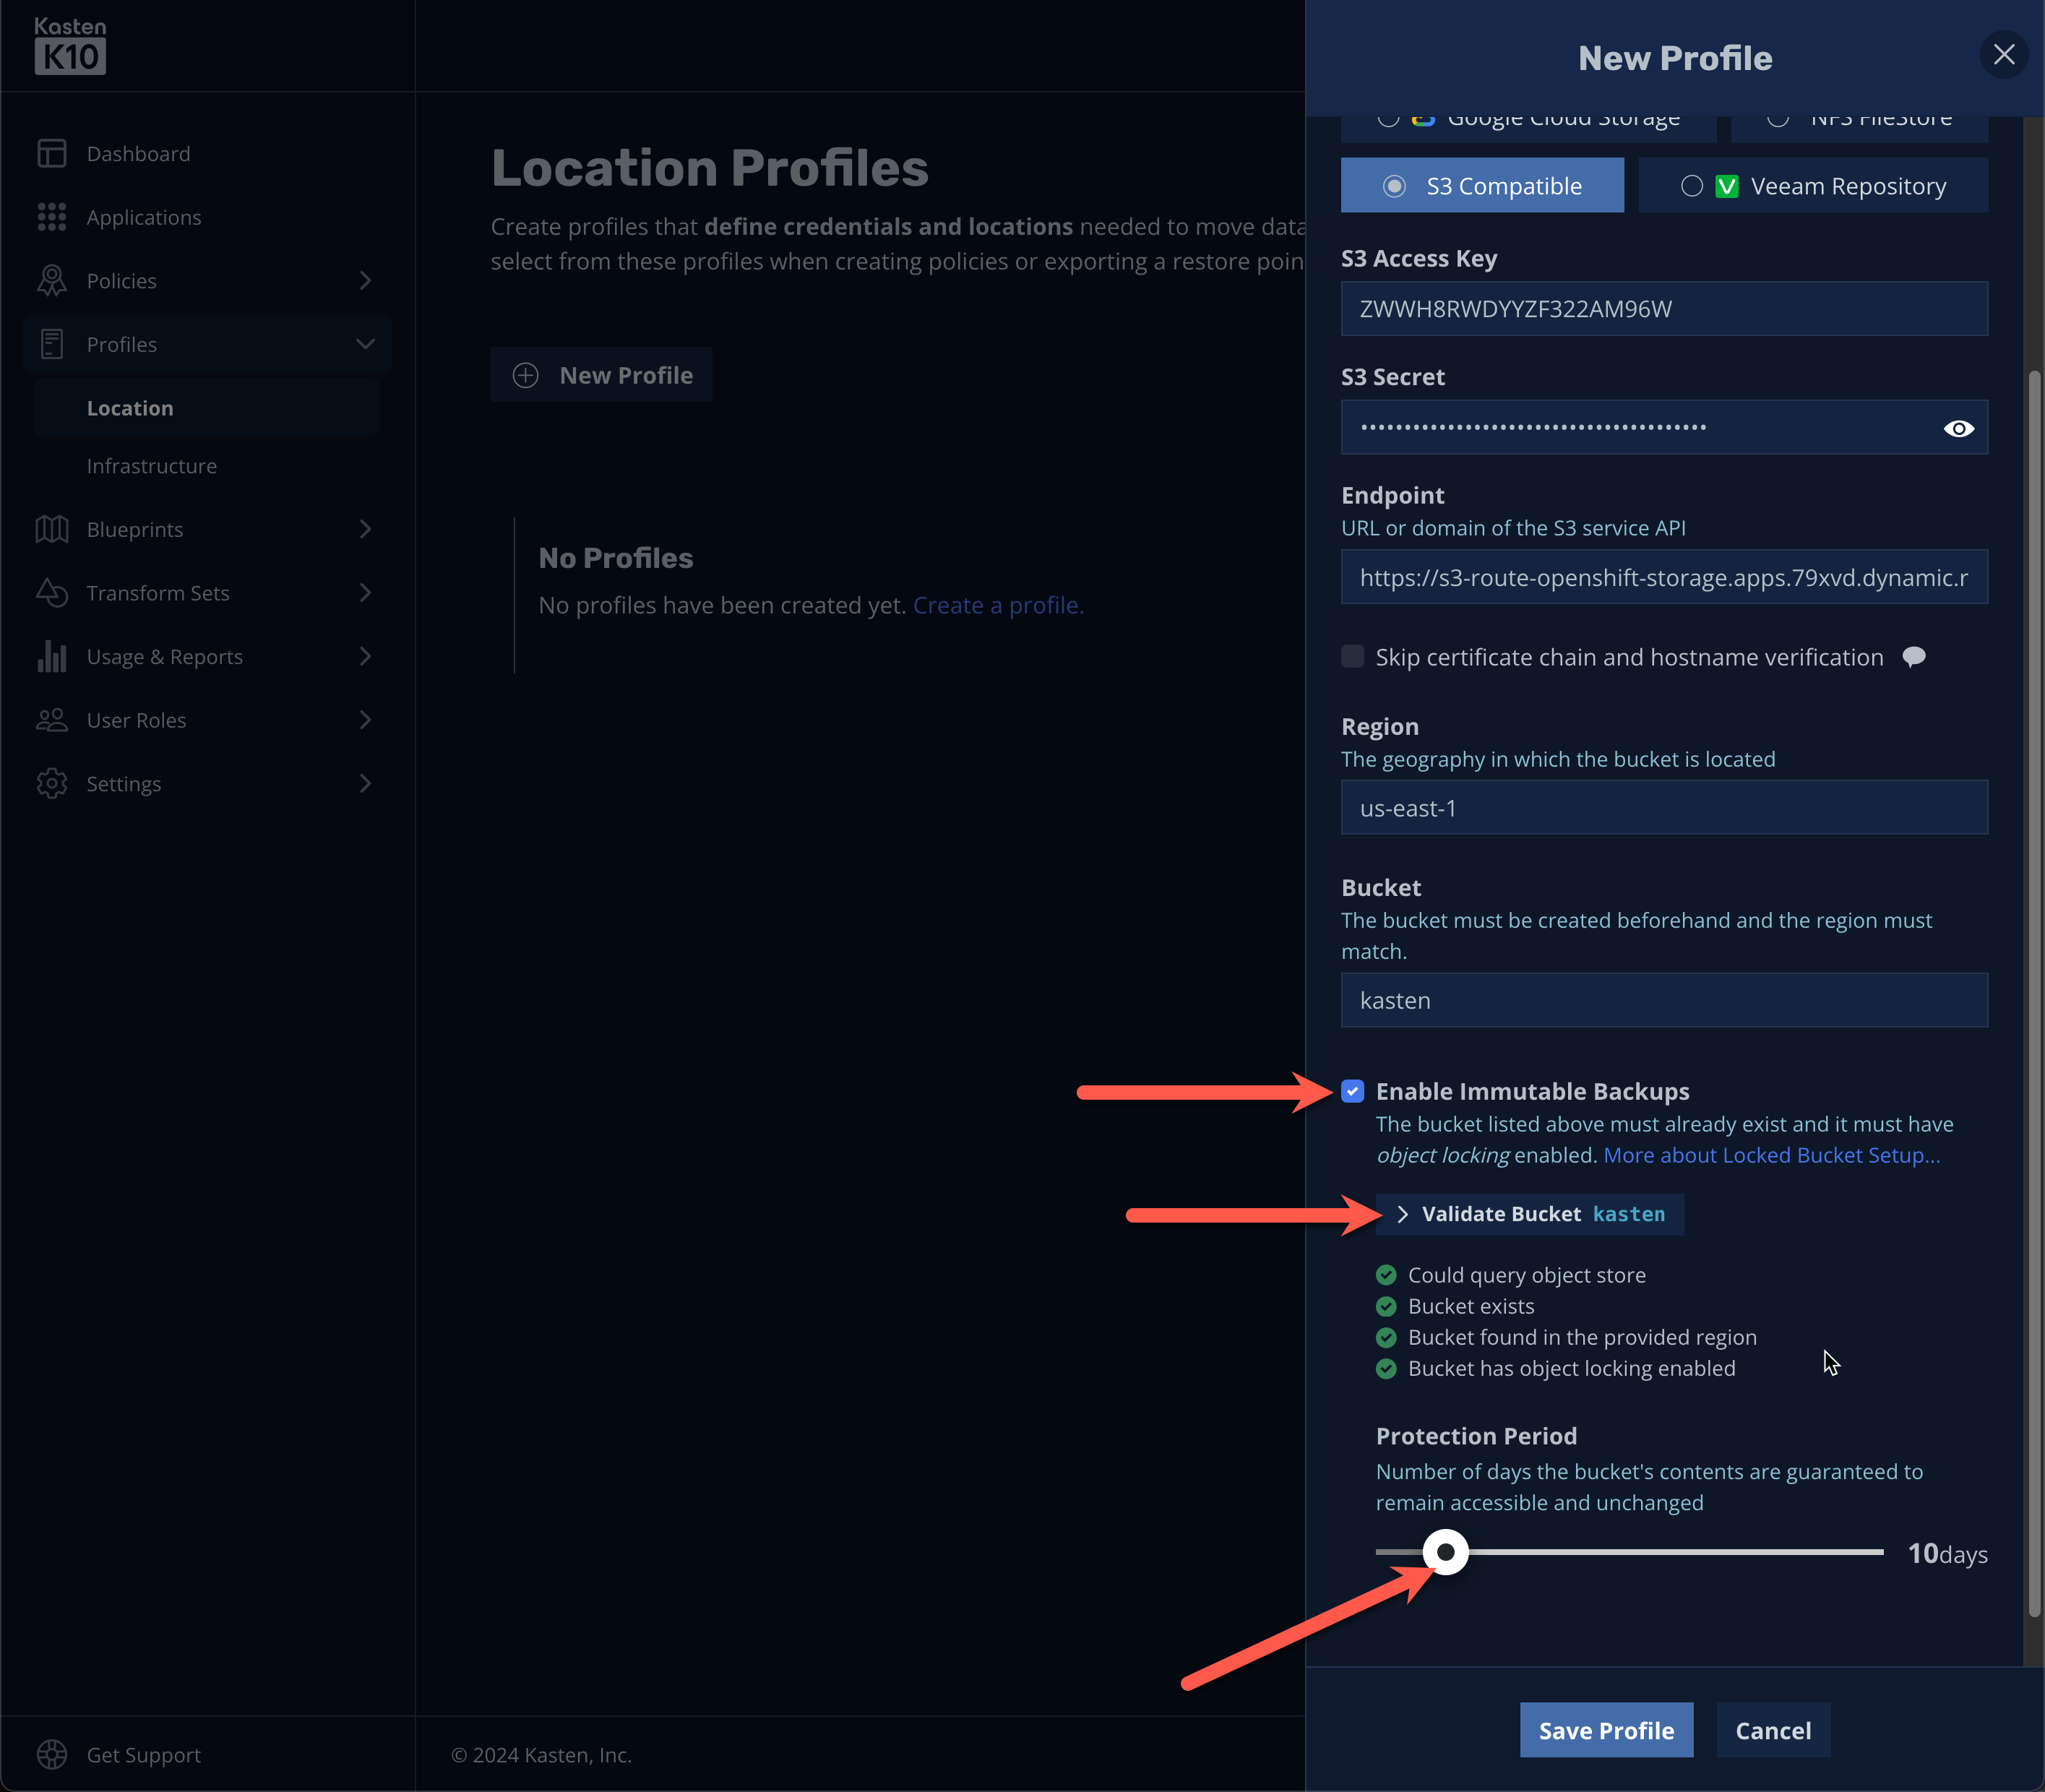 Kasten
K10
Dashboard
Applications
Policies
Profiles
Location
Infrastructure
Blueprints
Transform Sets
Usage & Reports
User Roles
Settings
Get Support
Location Profiles
Create profiles that define credentials and locations needed to move data
select from these profiles when creating policies or exporting a restore poin
New Profile
No Profiles
No profiles have been created yet. Create a profile.
© 2024 Kasten, Inc.
New Profile
Google Cloud Storage
NFS FileStore
S3 Compatible
Veeam Repository
S3 Access Key
ZWWH8RWDYYZF322AM96W
S3 Secret
••••••••••••••••••••••••••••••••••••••••
Endpoint
URL or domain of the S3 service API
https://s3-route-openshift-storage.apps.79xvd.dynamic.r
Skip certificate chain and hostname verification
Region
The geography in which the bucket is located
us-east-1
Bucket
The bucket must be created beforehand and the region must
match.
kasten
Enable Immutable Backups
The bucket listed above must already exist and it must have
object locking enabled. More about Locked Bucket Setup...
Validate Bucket kasten
Could query object store
Bucket exists
Bucket found in the provided region
Bucket has object locking enabled
Protection Period
Number of days the bucket's contents are guaranteed to
remain accessible and unchanged
10days
Save Profile
Cancel